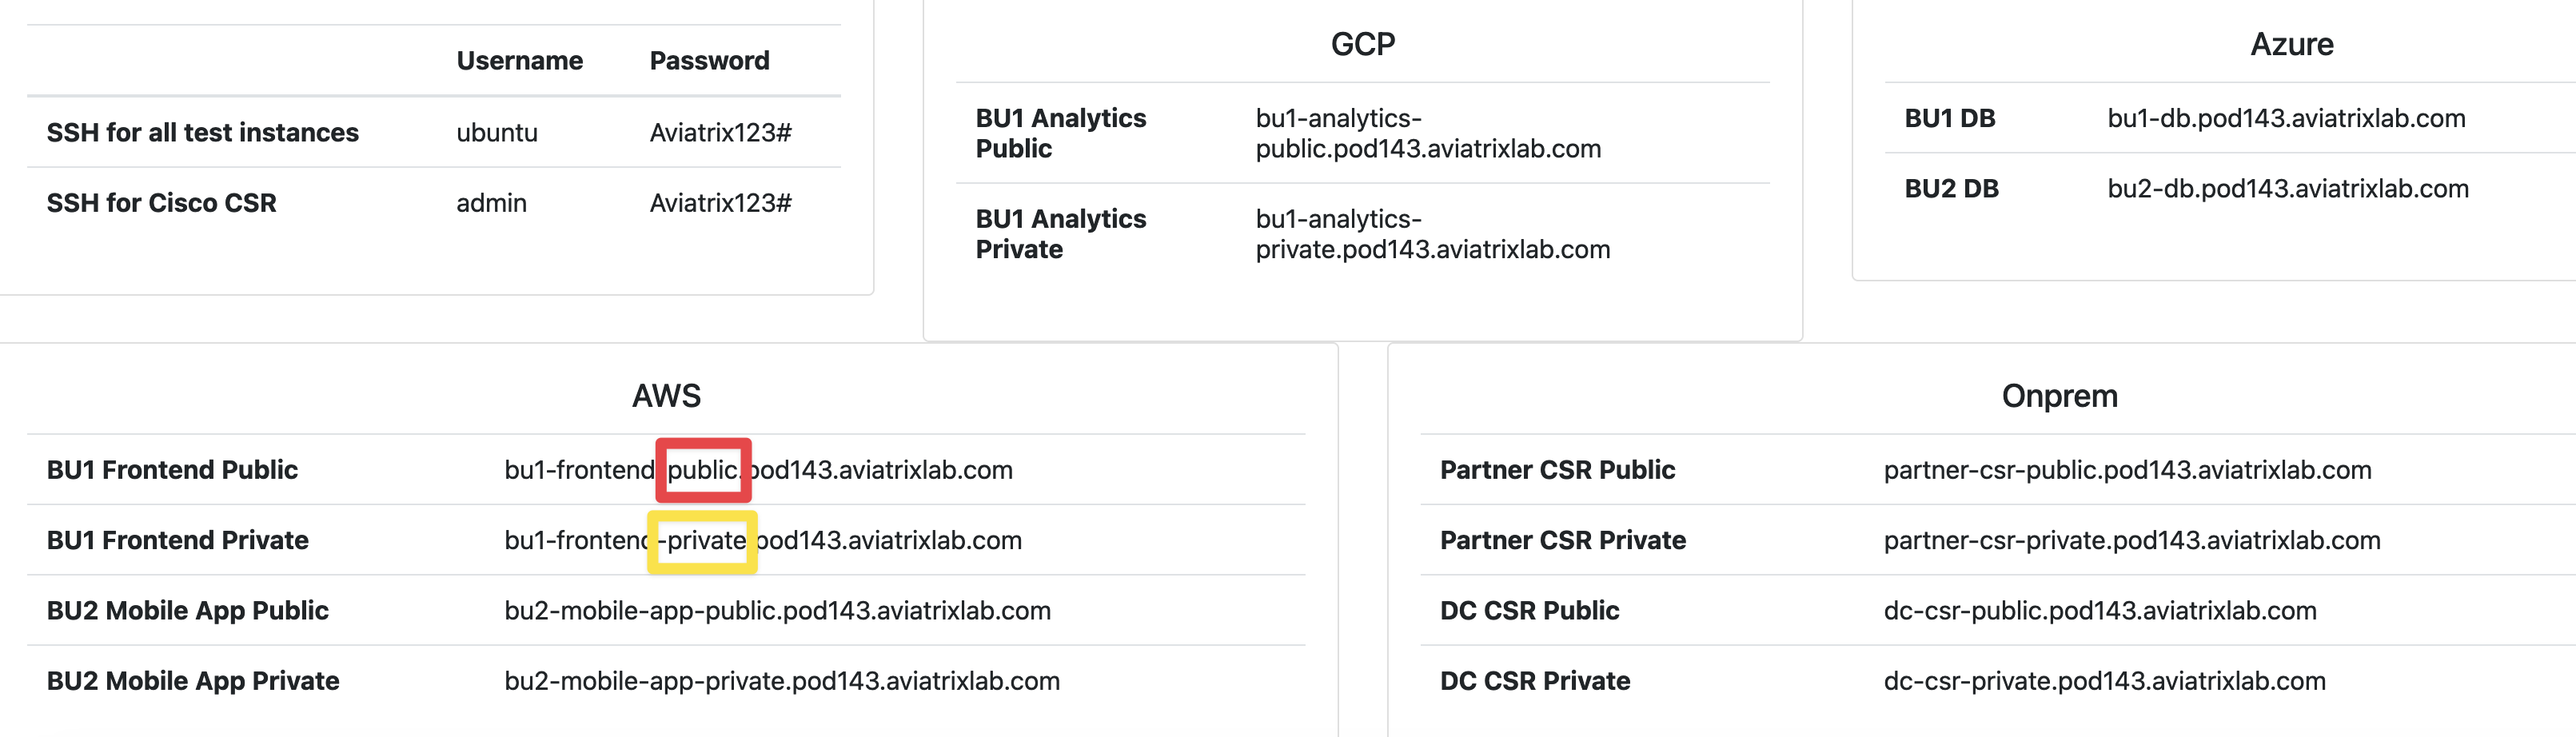 Username Password
SSH for all test instances ubuntu Aviatrix123#
SSH for Cisco CSR admin Aviatrix123#
GCP
BU1 Analytics
Public
bu1-analytics-
public.pod143.aviatrixlab.com
BU1 Analytics
Private
bu1-analytics-
private.pod143.aviatrixlab.com
Azure
BU1 DB bu1-db.pod143.aviatrixlab.com
BU2 DB bu2-db.pod143.aviatrixlab.com
AWS
BU1 Frontend Public bu1-frontend-public.pod143.aviatrixlab.com
BU1 Frontend Private bu1-frontend-private.pod143.aviatrixlab.com
BU2 Mobile App Public bu2-mobile-app-public.pod143.aviatrixlab.com
BU2 Mobile App Private bu2-mobile-app-private.pod143.aviatrixlab.com
Onprem
Partner CSR Public partner-csr-public.pod143.aviatrixlab.com
Partner CSR Private partner-csr-private.pod143.aviatrixlab.com
DC CSR Public dc-csr-public.pod143.aviatrixlab.com
DC CSR Private dc-csr-private.pod143.aviatrixlab.com